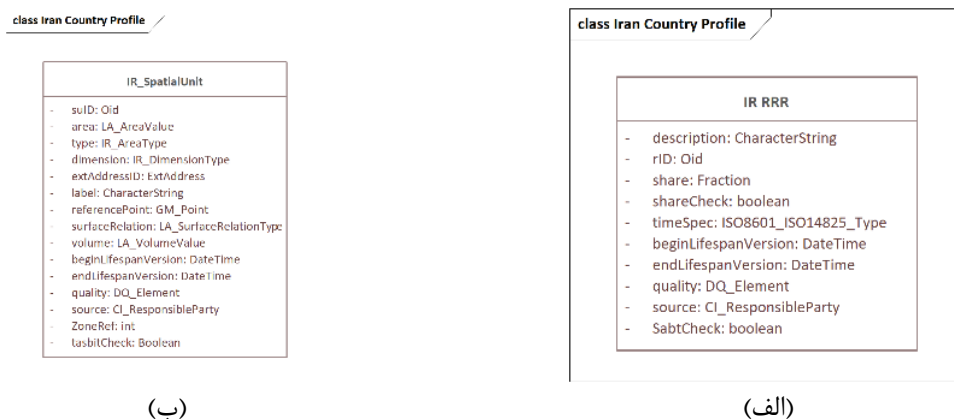 class Iran Country Profile
IR RRR
- description: CharacterString
- rID: Oid
- share: Fraction
- shareCheck: boolean
- timeSpec: ISO8601_ISO14825_Type
- beginLifespanVersion: DateTime
- endLifespanVersion: DateTime
- quality: DQ_Element
- source: CI_ResponsibleParty
- SabtCheck: boolean
(الف)
class Iran Country Profile
IR_SpatialUnit
- suID: Oid
- area: LA_AreaValue
- type: IR_AreaType
- dimension: IR_DimensionType
- extAddressID: ExtAddress
- label: CharacterString
- referencePoint: GM_Point
- surfaceRelation: LA_SurfaceRelationType
- volume: LA_VolumeValue
- beginLifespanVersion: DateTime
- endLifespanVersion: DateTime
- quality: DQ_Element
- source: CI_ResponsibleParty
- ZoneRef: int
- tasbitCheck: Boolean
(ب)